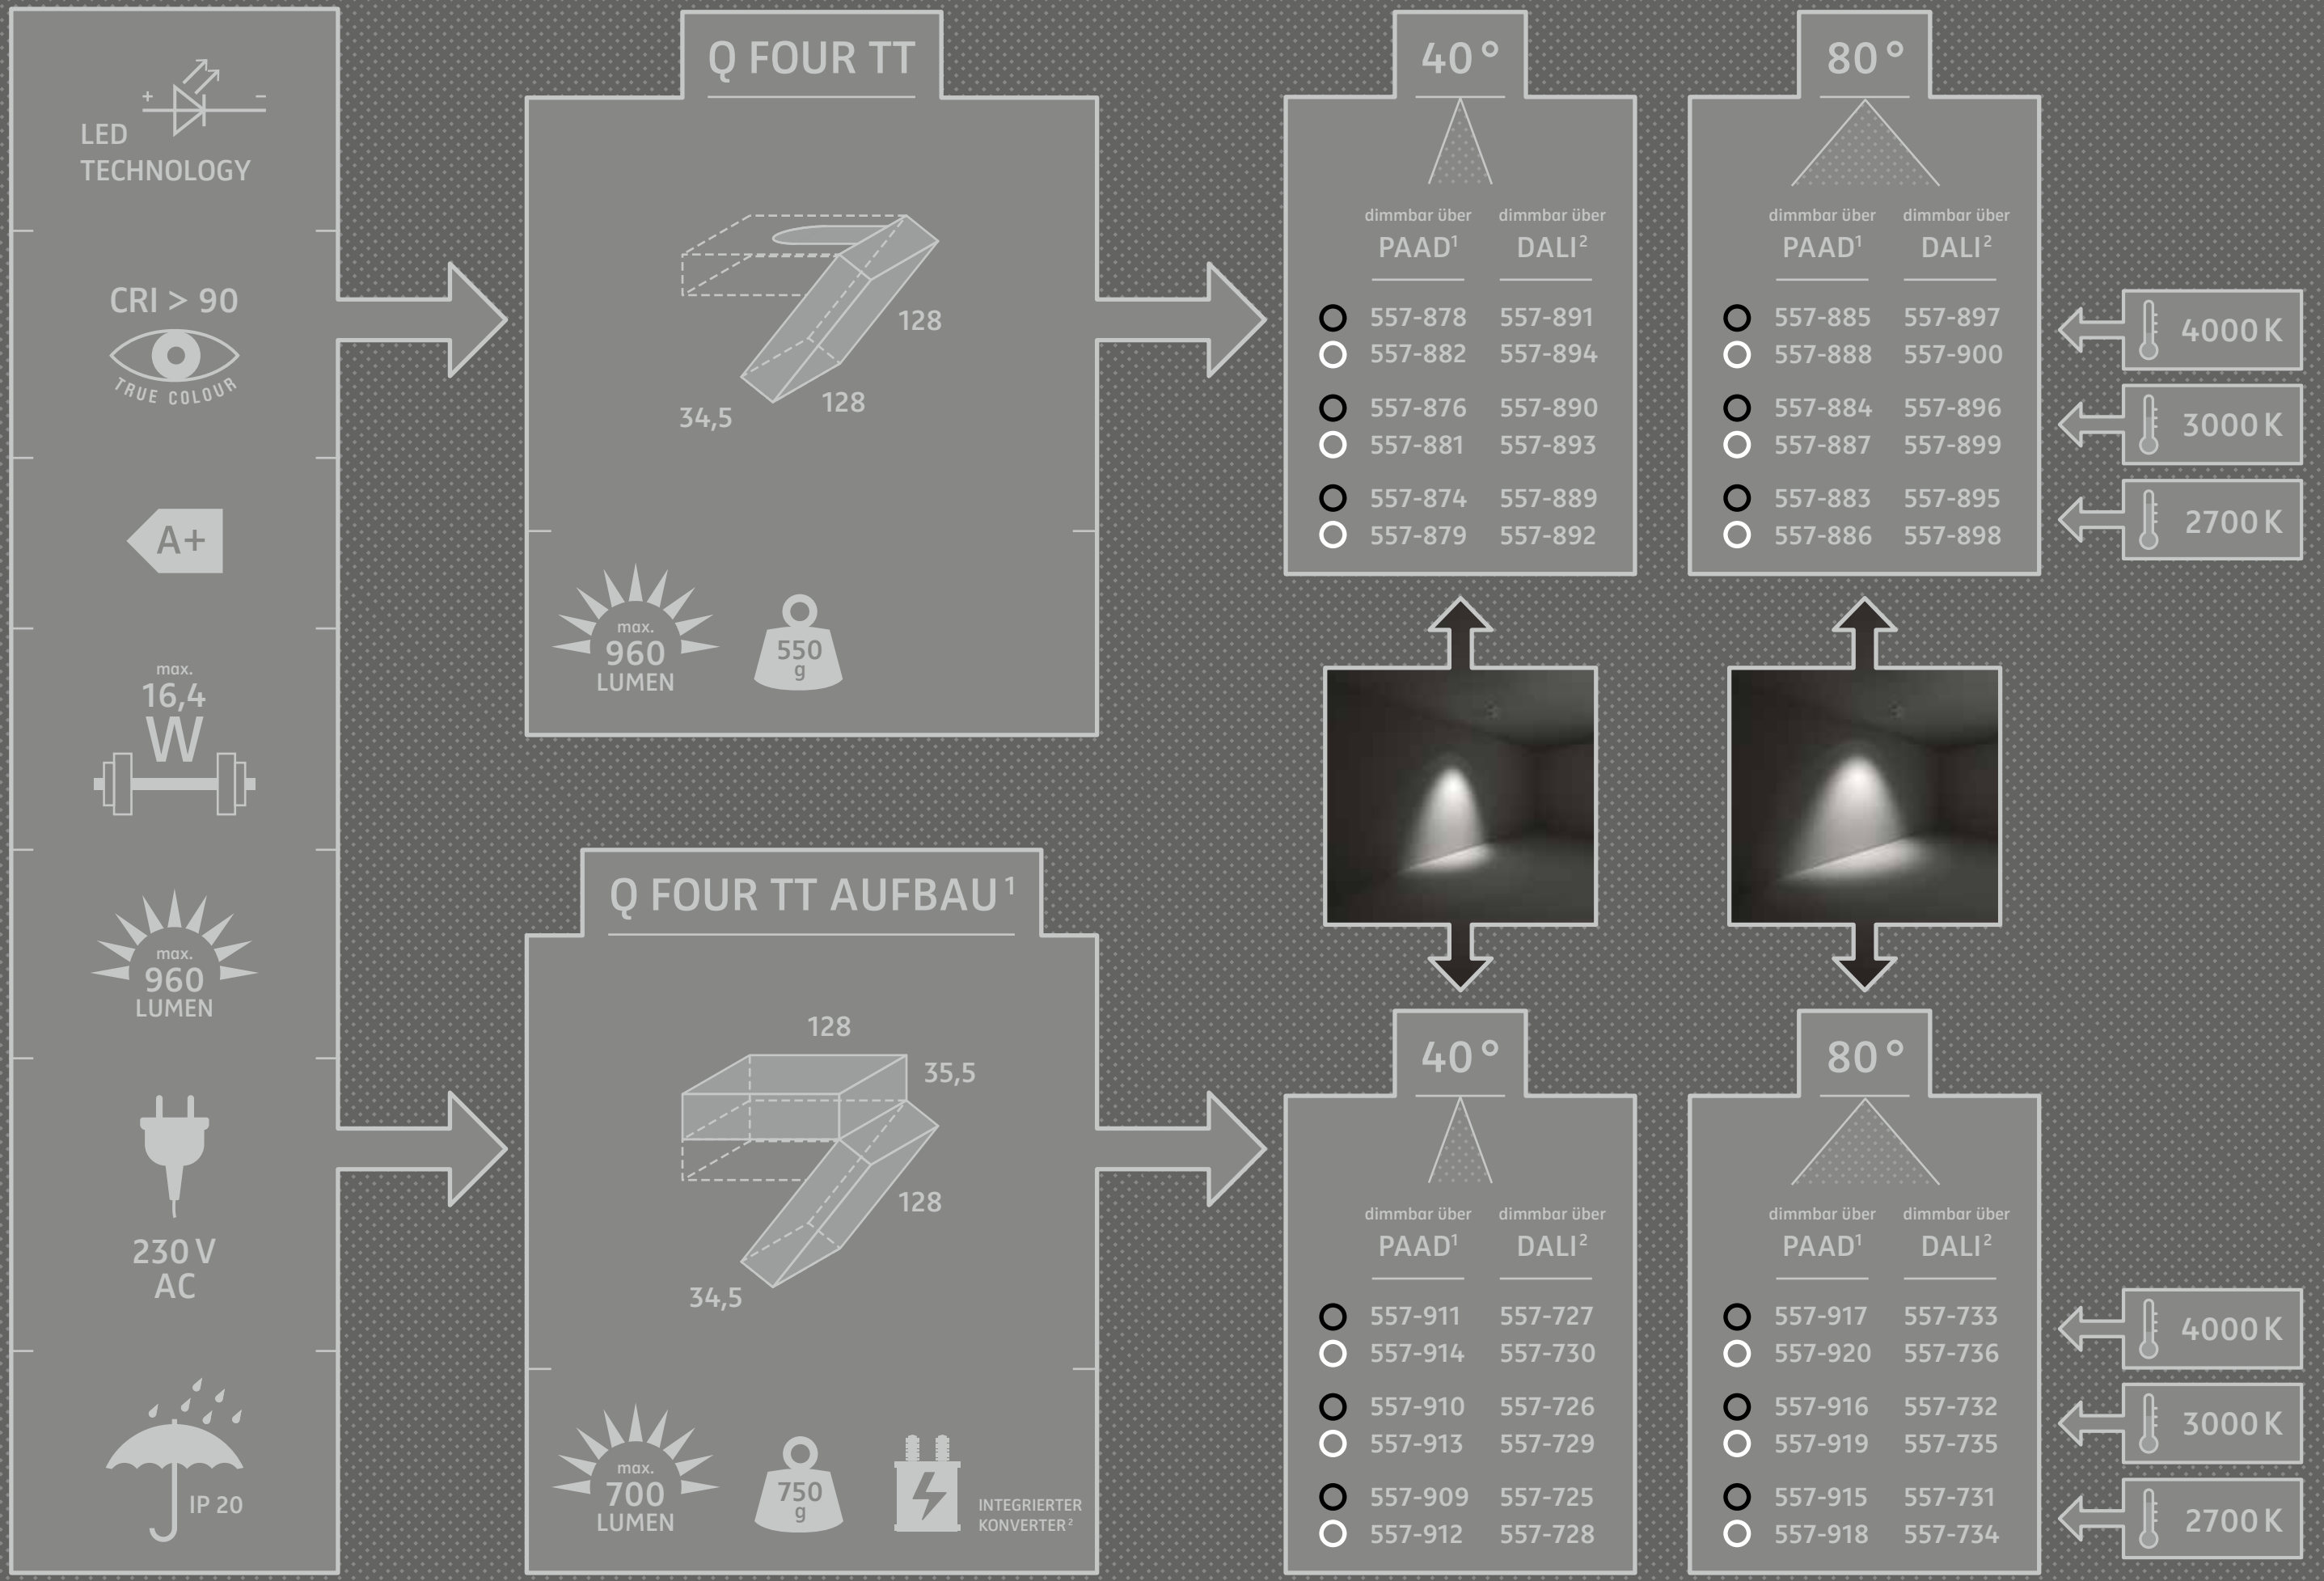 + −
LED
TECHNOLOGY
CRI > 90
TRUE COLOUR
A+
max.
16,4
W
max.
960
LUMEN
230 V
AC
IP 20
Q FOUR TT
128
128
34,5
max.
960
LUMEN
550
g
Q FOUR TT AUFBAU¹
128
35,5
128
34,5
max.
700
LUMEN
750
g
INTEGRIERTER
KONVERTER²
40°
dimmbar über dimmbar über
PAAD¹ DALI²
557-878 557-891
557-882 557-894
557-876 557-890
557-881 557-893
557-874 557-889
557-879 557-892
80°
dimmbar über dimmbar über
PAAD¹ DALI²
557-885 557-897
557-888 557-900
557-884 557-896
557-887 557-899
557-883 557-895
557-886 557-898
4000 K
3000 K
2700 K
40°
dimmbar über dimmbar über
PAAD¹ DALI²
557-911 557-727
557-914 557-730
557-910 557-726
557-913 557-729
557-909 557-725
557-912 557-728
80°
dimmbar über dimmbar über
PAAD¹ DALI²
557-917 557-733
557-920 557-736
557-916 557-732
557-919 557-735
557-915 557-731
557-918 557-734
4000 K
3000 K
2700 K